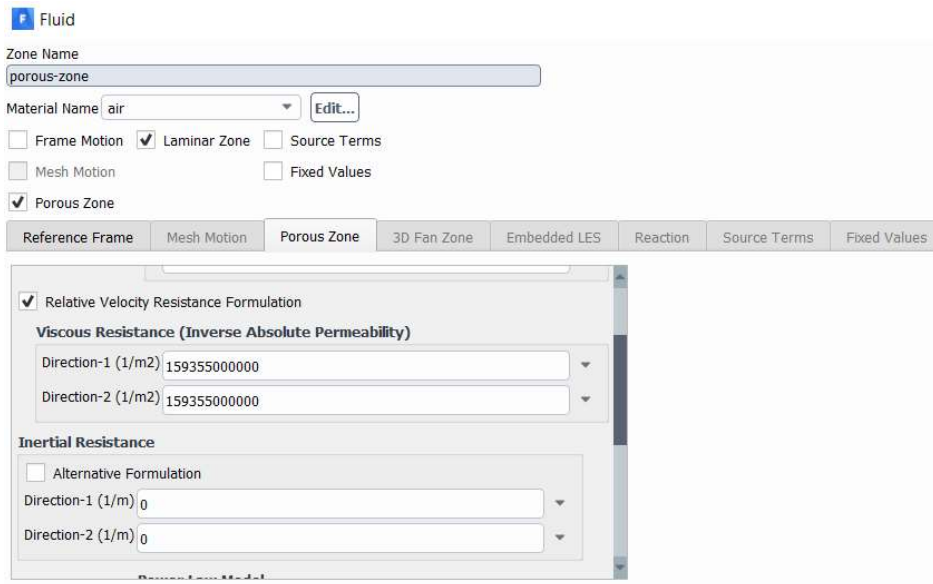 Fluid
Zone Name
porous-zone
Material Name air Edit...
Frame Motion Laminar Zone Source Terms
Mesh Motion Fixed Values
Porous Zone
Reference Frame Mesh Motion Porous Zone 3D Fan Zone Embedded LES Reaction Source Terms Fixed Values
Relative Velocity Resistance Formulation
Viscous Resistance (Inverse Absolute Permeability)
Direction-1 (1/m2) 159355000000
Direction-2 (1/m2) 159355000000
Inertial Resistance
Alternative Formulation
Direction-1 (1/m) 0
Direction-2 (1/m) 0
Power Law Model